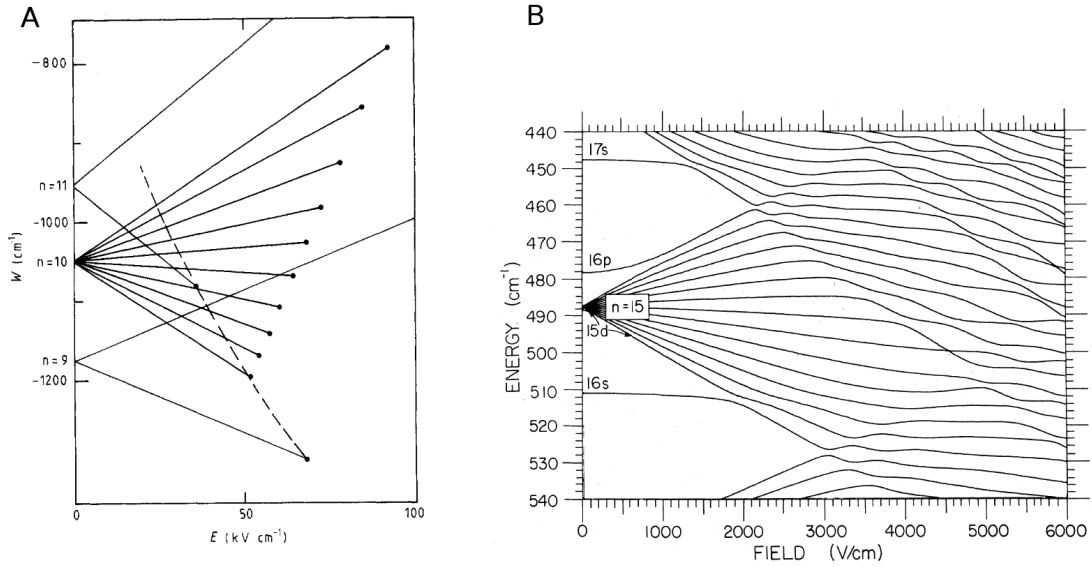 A
-800
n=11
-1000
n=10
n=9
-1200
W (cm⁻¹)
0
50
100
E (kV cm⁻¹)
B
440
17s
450
460
470
16p
480
n=15
490
15d
500
16s
510
520
530
540
ENERGY (cm⁻¹)
0
1000
2000
3000
4000
5000
6000
FIELD (V/cm)